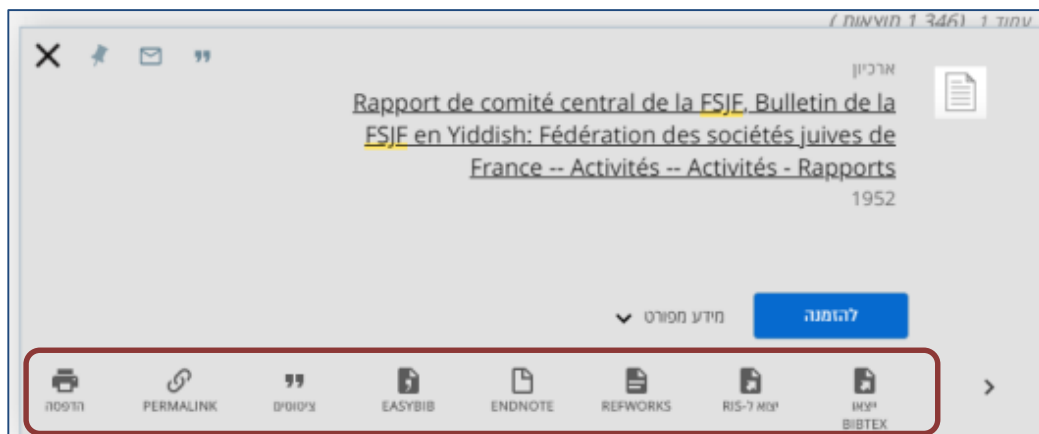 עמוד 1 (1,346 תוצאות)
ארכיון
Rapport de comité central de la FSJF, Bulletin de la
FSJF en Yiddish: Fédération des sociétés juives de
France -- Activités -- Activités - Rapports
1952
להזמנה
מידע מפורט
ייצאו BIBTEX
יצוא ל-RIS
REFWORKS
ENDNOTE
EASYBIB
ציטוטים
PERMALINK
הדפסה